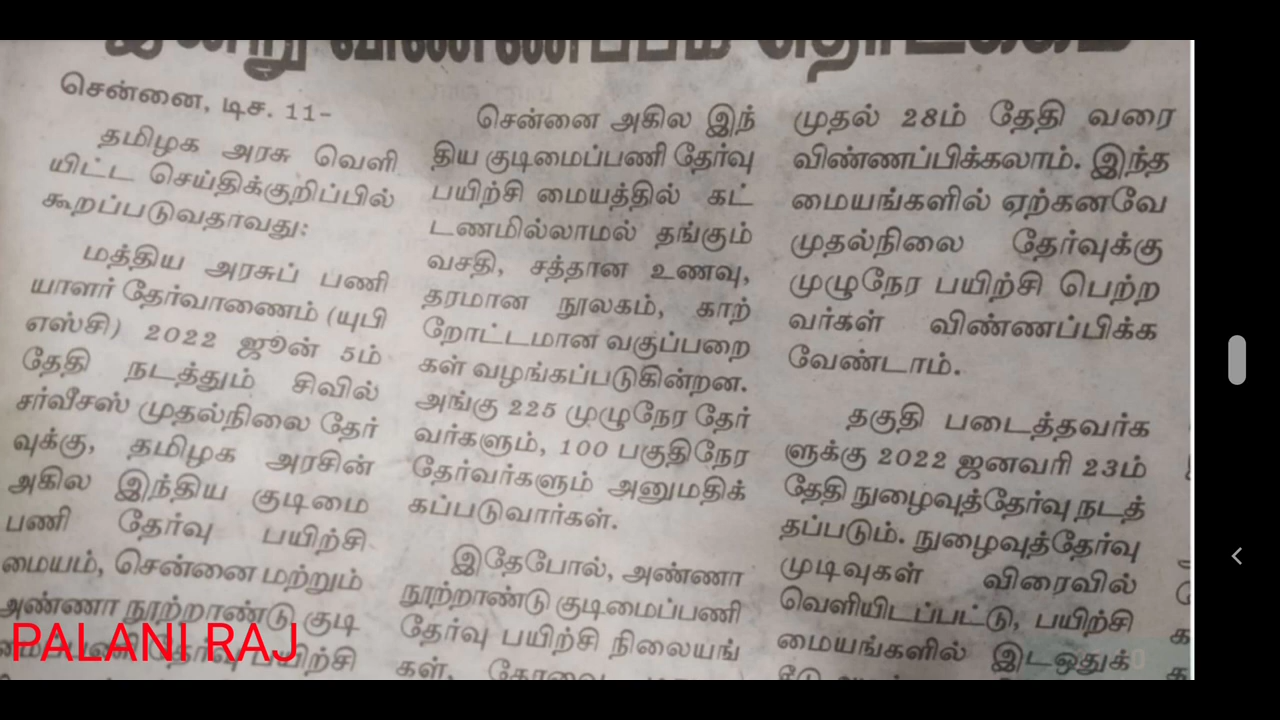 சென்னை, டிச. 11-
தமிழக அரசு வெளி
யிட்ட செய்திக்குறிப்பில்
கூறப்படுவதாவது:
மத்திய அரசுப் பணி
யாளர் தேர்வாணைம் (யுபி
எஸ்சி) 2022 ஜூன் 5ம்
தேதி நடத்தும் சிவில்
சர்வீசஸ் முதல்நிலை தேர்
வுக்கு, தமிழக அரசின்
அகில இந்திய குடிமை
பணி தேர்வு பயிற்சி
மையம், சென்னை மற்றும்
அண்ணா நூற்றாண்டு குடி
பயிற்சி
சென்னை அகில இந்
திய குடிமைப்பணி தேர்வு
பயிற்சி மையத்தில் கட்
டணமில்லாமல் தங்கும்
வசதி, சத்தான உணவு,
தரமான நூலகம், காற்
றோட்டமான வகுப்பறை
கள் வழங்கப்படுகின்றன.
அங்கு 225 முழுநேர தேர்
வர்களும், 100 பகுதிநேர
தேர்வர்களும் அனுமதிக்
கப்படுவார்கள்.
இதேபோல், அண்ணா
நூற்றாண்டு குடிமைப்பணி
தேர்வு பயிற்சி நிலையங்
கள்,
முதல் 28ம் தேதி வரை
விண்ணப்பிக்கலாம். இந்த
மையங்களில் ஏற்கனவே
முதல்நிலை தேர்வுக்கு
முழுநேர பயிற்சி பெற்ற
வர்கள் விண்ணப்பிக்க
வேண்டாம்.
தகுதி படைத்தவர்க
ளுக்கு 2022 ஜனவரி 23ம்
தேதி நுழைவுத்தேர்வு நடத்
தப்படும். நுழைவுத்தேர்வு
முடிவுகள் விரைவில்
வெளியிடப்பட்டு, பயிற்சி
மையங்களில் இடஒதுக்
PALANI RAJ